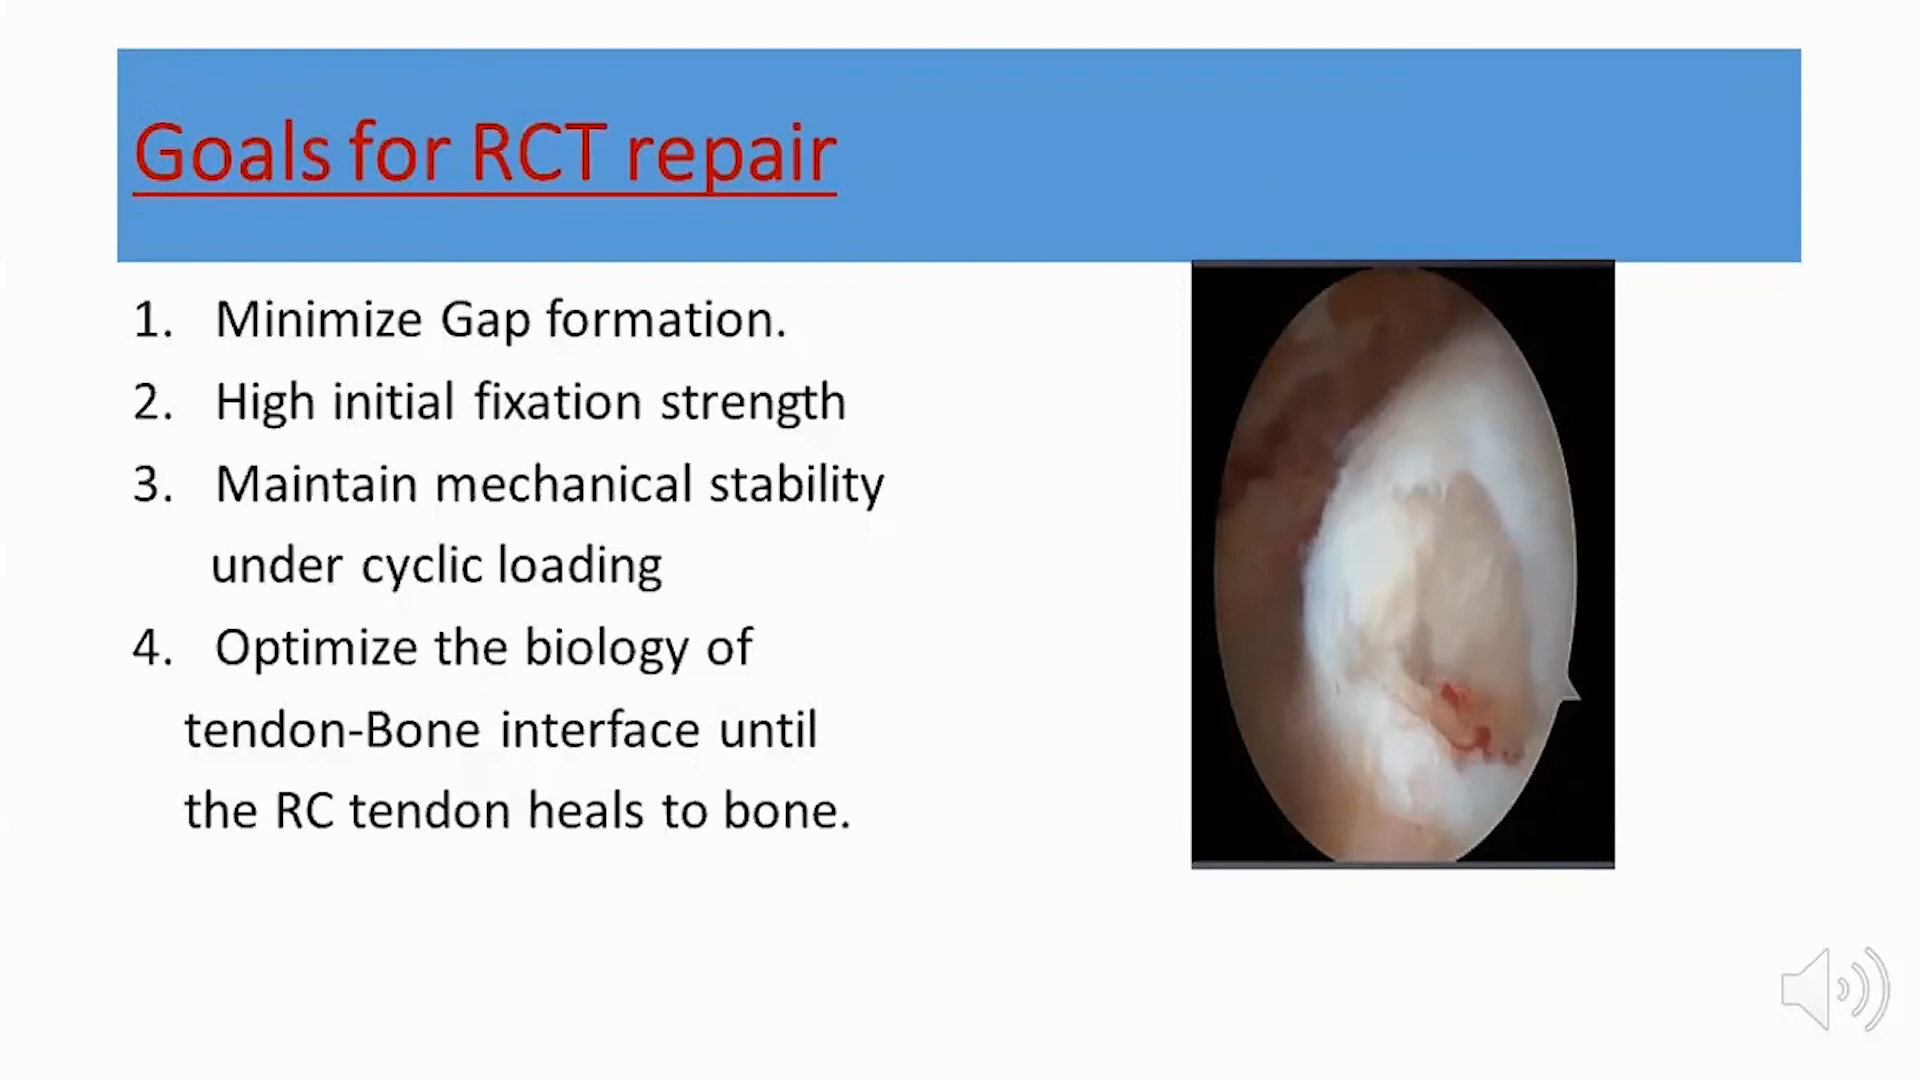 Goals for RCT repair
1. Minimize Gap formation.
2. High initial fixation strength
3. Maintain mechanical stability
under cyclic loading
4. Optimize the biology of
tendon-Bone interface until
the RC tendon heals to bone.